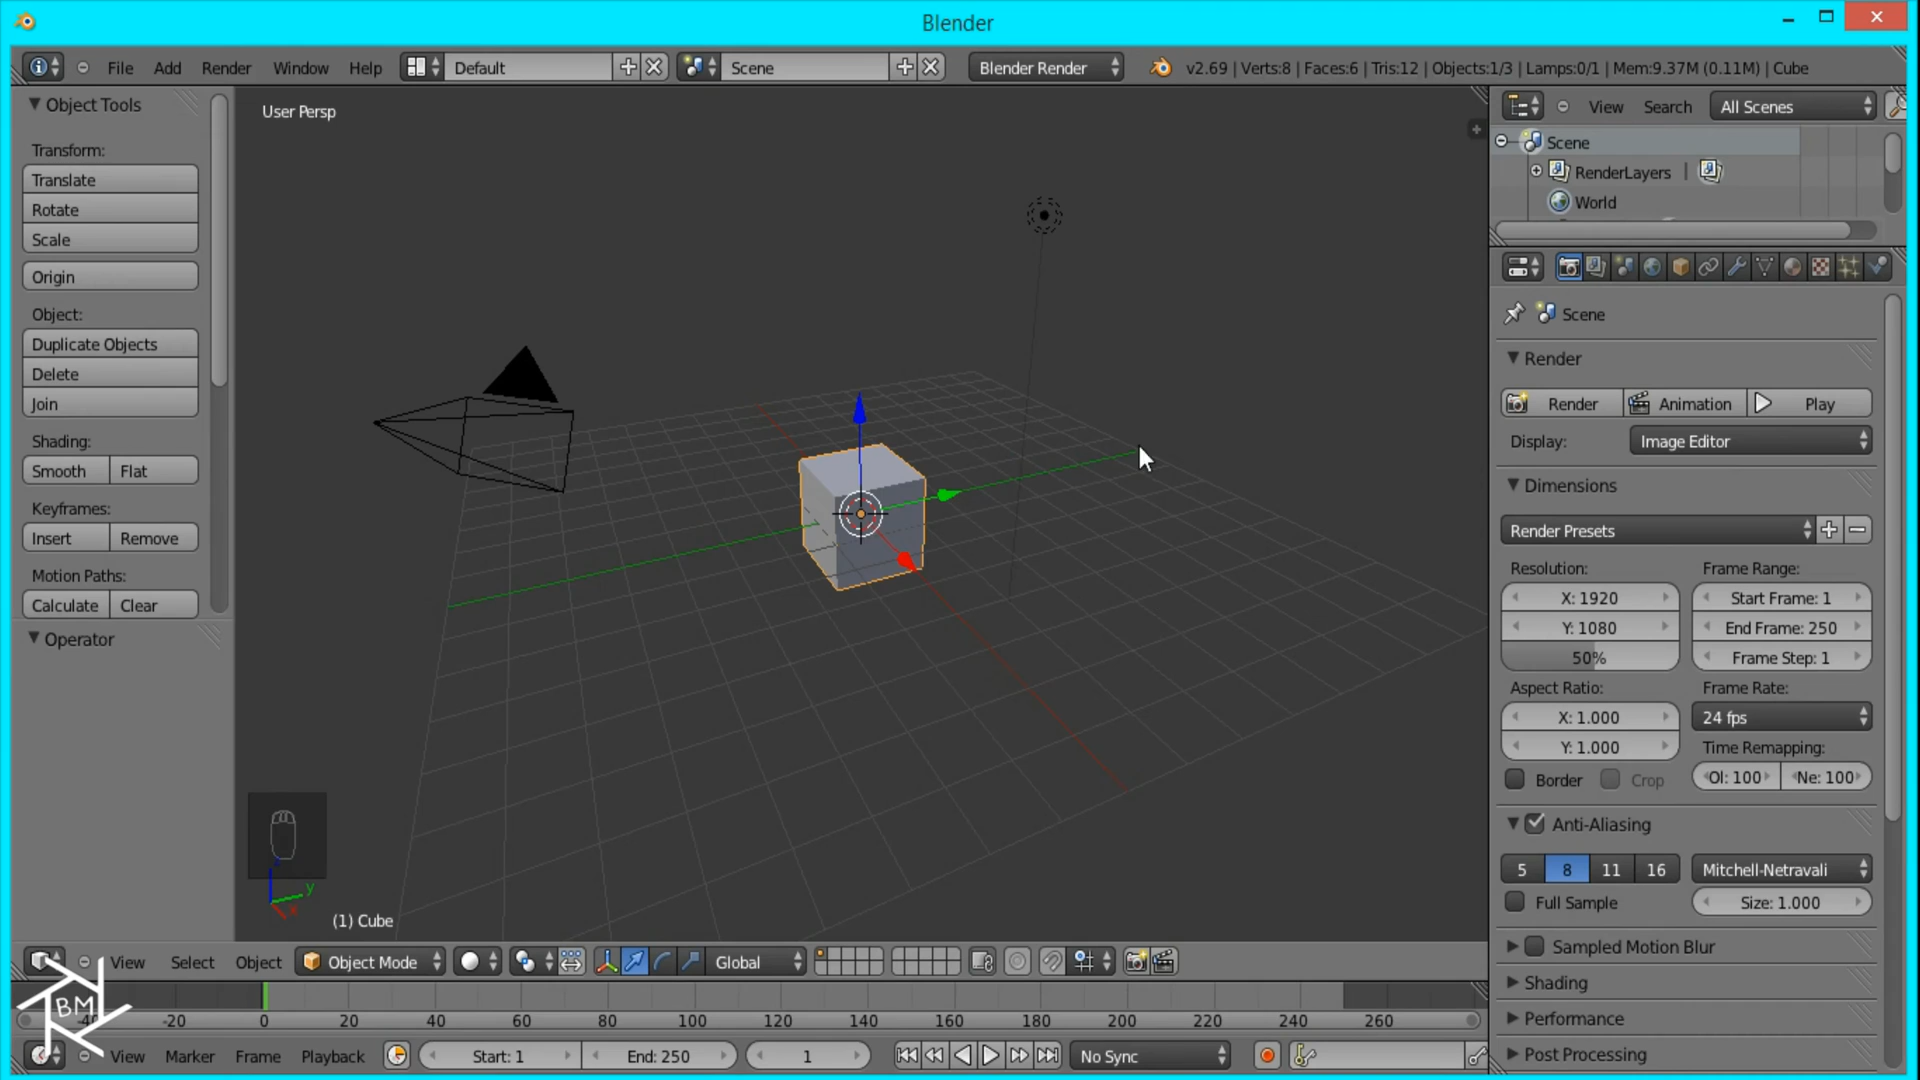 Blender
File Add Render Window Help Default Scene Blender Render v2.69 | Verts:8 | Faces:6 | Tris:12 | Objects:1/3 | Lamps:0/1 | Mem:9.37M (0.11M) | Cube
Object Tools
Transform:
Translate
Rotate
Scale
Origin
Object:
Duplicate Objects
Delete
Join
Shading:
Smooth Flat
Keyframes:
Insert Remove
Motion Paths:
Calculate Clear
Operator
User Persp
y
x
(1) Cube
View Search All Scenes
Scene
RenderLayers |
World
Scene
Render
Render Animation Play
Display: Image Editor
Dimensions
Render Presets
Resolution: Frame Range:
X: 1920 Start Frame: 1
Y: 1080 End Frame: 250
50% Frame Step: 1
Aspect Ratio: Frame Rate:
X: 1.000 24 fps
Y: 1.000 Time Remapping:
Border Crop Ol: 100 Ne: 100
Anti-Aliasing
5 8 11 16 Mitchell-Netravali
Full Sample Size: 1.000
Sampled Motion Blur
Shading
Performance
Post Processing
View Select Object Object Mode Global
BM
-40 -20 0 20 40 60 80 100 120 140 160 180 200 220 240 260
View Marker Frame Playback Start: 1 End: 250 1 No Sync